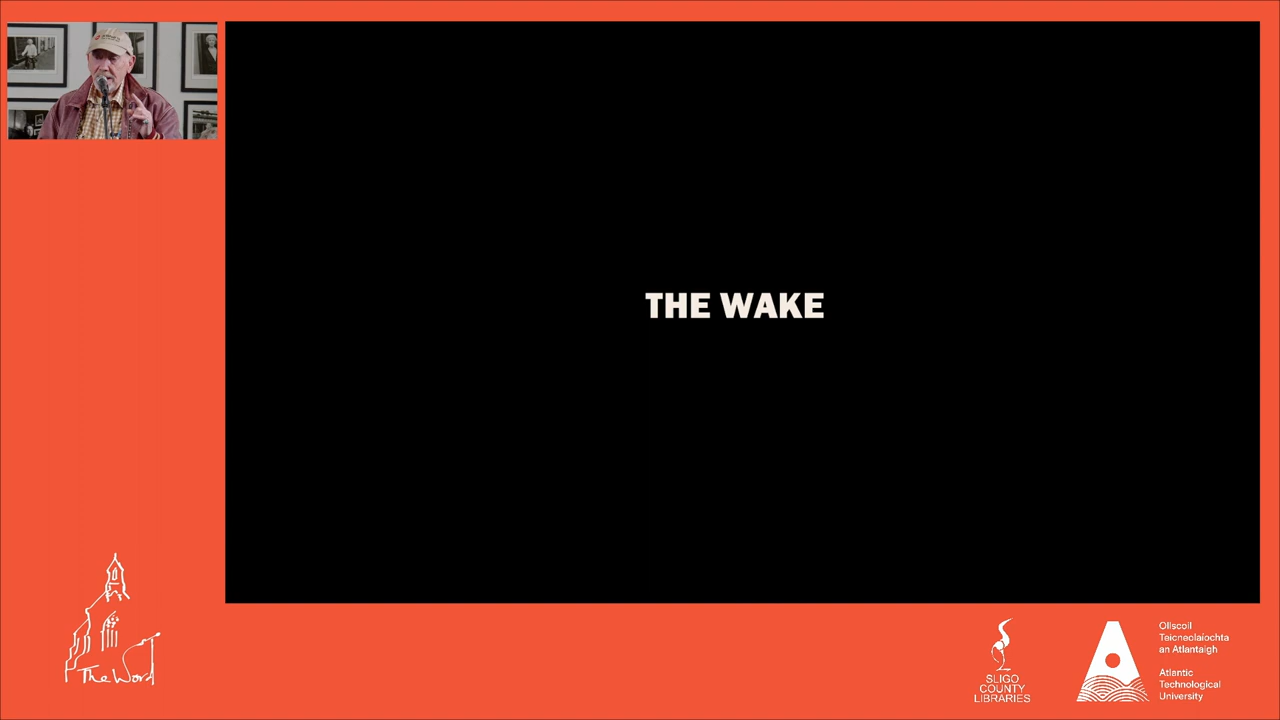 THE WAKE
The Word
SLIGO
COUNTY
LIBRARIES
Ollscoil
Teicneolaíochta
an Atlantaigh
Atlantic
Technological
University